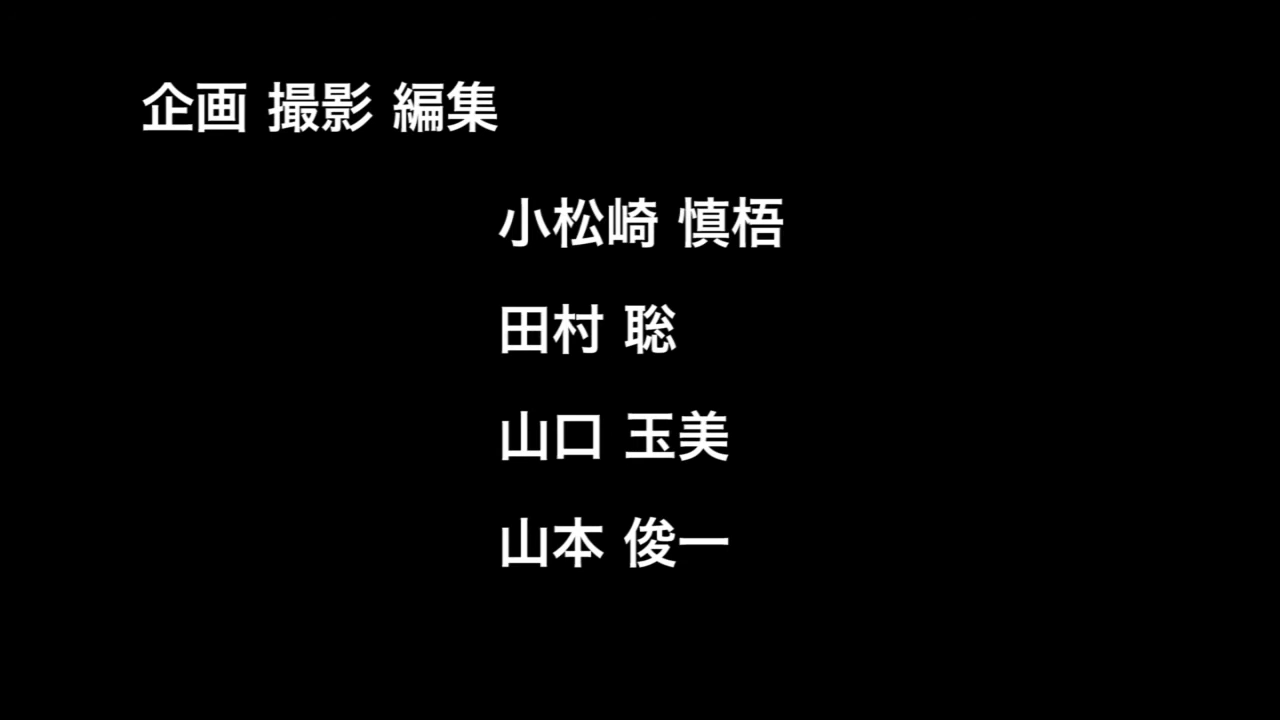 企画 撮影 編集
小松崎 慎梧
田村 聡
山口 玉美
山本 俊一